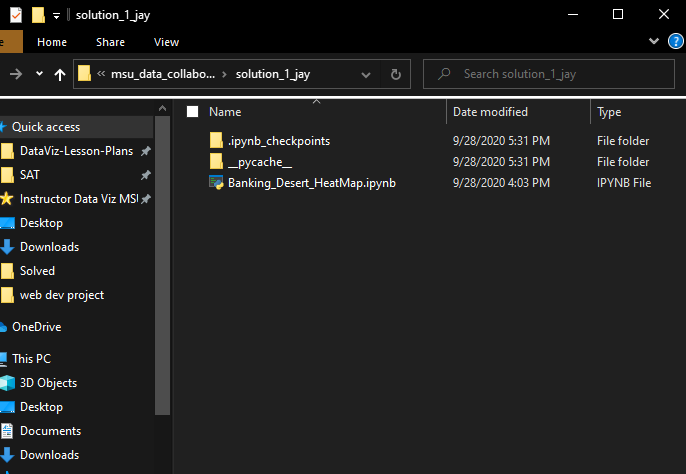 solution_1_jay
e Home Share View
« msu_data_collabo... solution_1_jay Search solution_1_jay
Name Date modified Type
Quick access
DataViz-Lesson-Plans
SAT
Instructor Data Viz MSU
Desktop
Downloads
Solved
web dev project
OneDrive
This PC
3D Objects
Desktop
Documents
Downloads
.ipynb_checkpoints 9/28/2020 5:31 PM File folder
__pycache__ 9/28/2020 5:31 PM File folder
Banking_Desert_HeatMap.ipynb 9/28/2020 4:03 PM IPYNB File